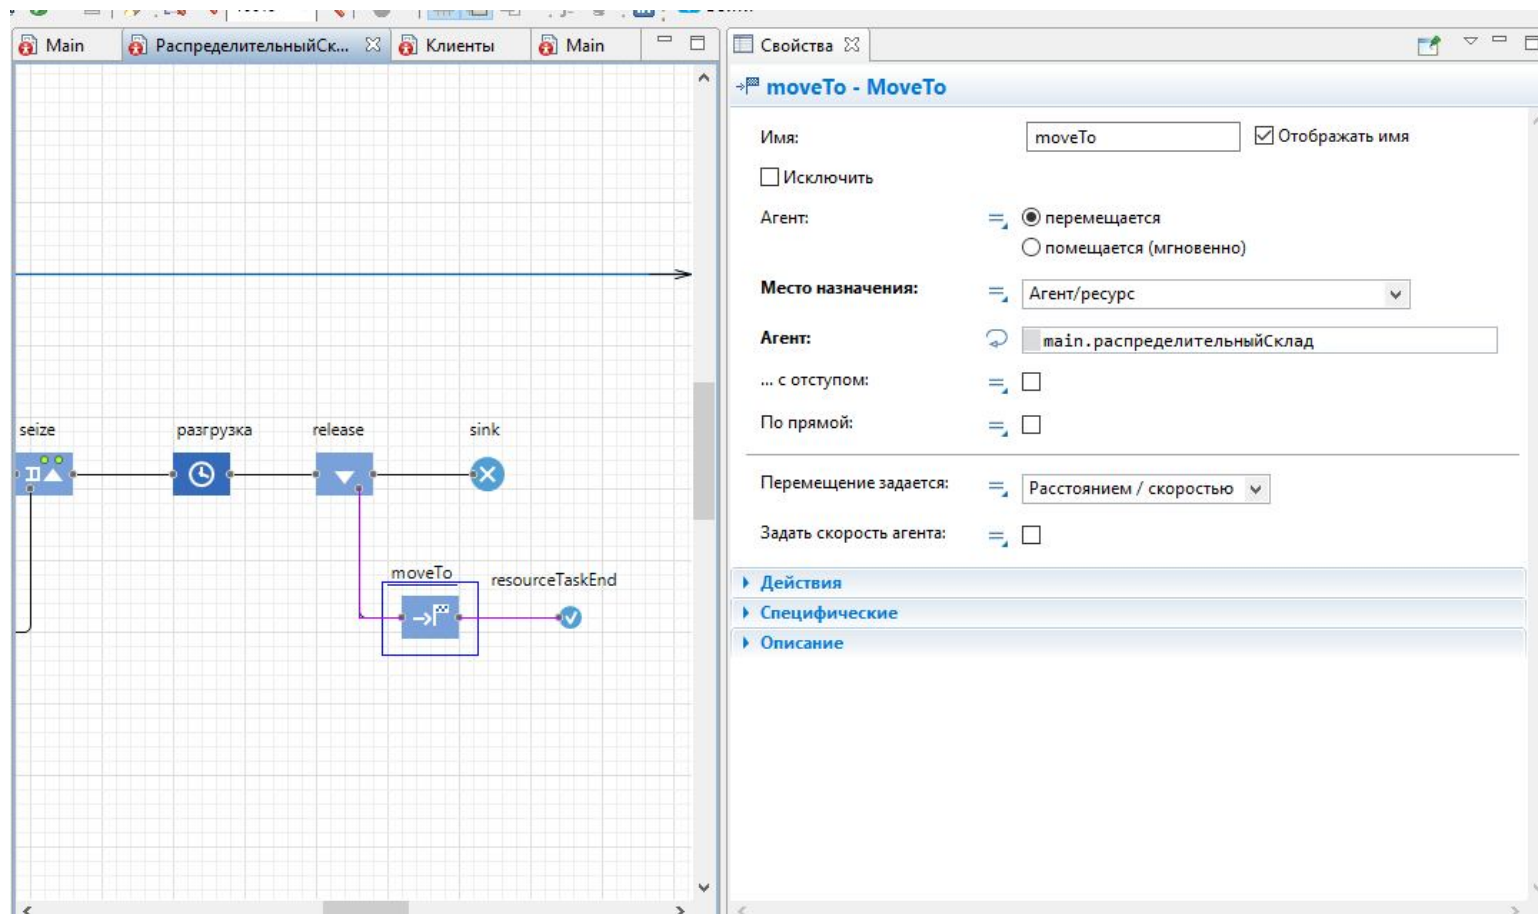 Main
РаспределительныйСк...
Клиенты
Main
Свойства
moveTo - MoveTo
Имя:
moveTo
Отображать имя
Исключить
Агент:
перемещается
помещается (мгновенно)
Место назначения:
Агент/ресурс
Агент:
main.распределительныйСклад
... с отступом:
По прямой:
Перемещение задается:
Расстоянием / скоростью
Задать скорость агента:
Действия
Специфические
Описание
seize
разгрузка
release
sink
moveTo
resourceTaskEnd